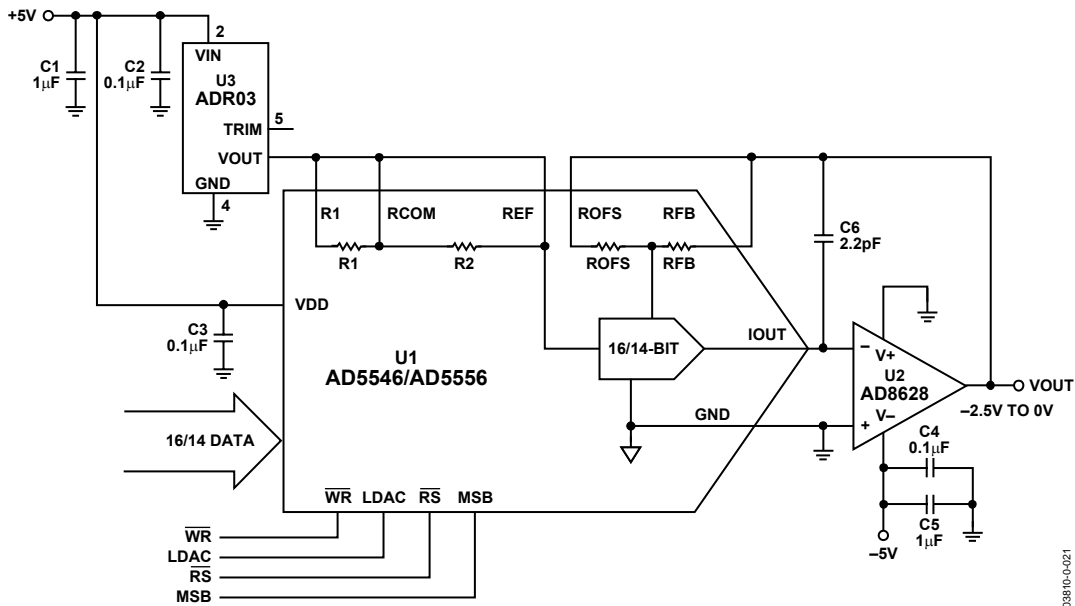 +5V
2
C1
1µF
C2
0.1µF
VIN
U3
ADR03
5
TRIM
VOUT
GND
4
R1
RCOM
REF
ROFS
RFB
C6
2.2pF
R1
R2
ROFS
RFB
VDD
C3
0.1µF
16/14-BIT
IOUT
U1
AD5546/AD5556
−
V+
U2
AD8628
VOUT
−2.5V TO 0V
GND
+
V−
16/14 DATA
C4
0.1µF
C5
1µF
−5V
WR
LDAC
RS
MSB
WR
LDAC
RS
MSB
03810-0-021